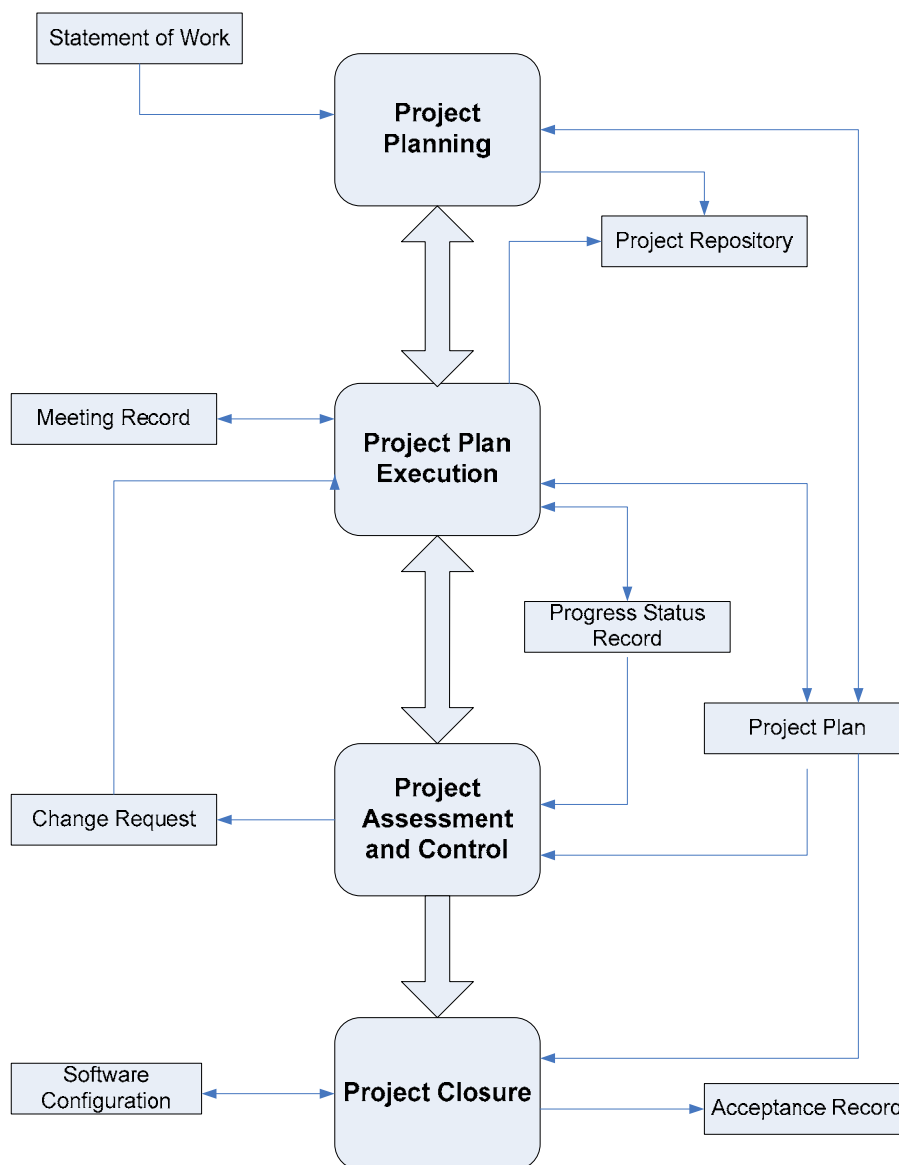 Statement of Work
Project
Planning
Project Repository
Meeting Record
Project Plan
Execution
Progress Status
Record
Project Plan
Project
Assessment
and Control
Change Request
Software
Configuration
Project Closure
Acceptance Record